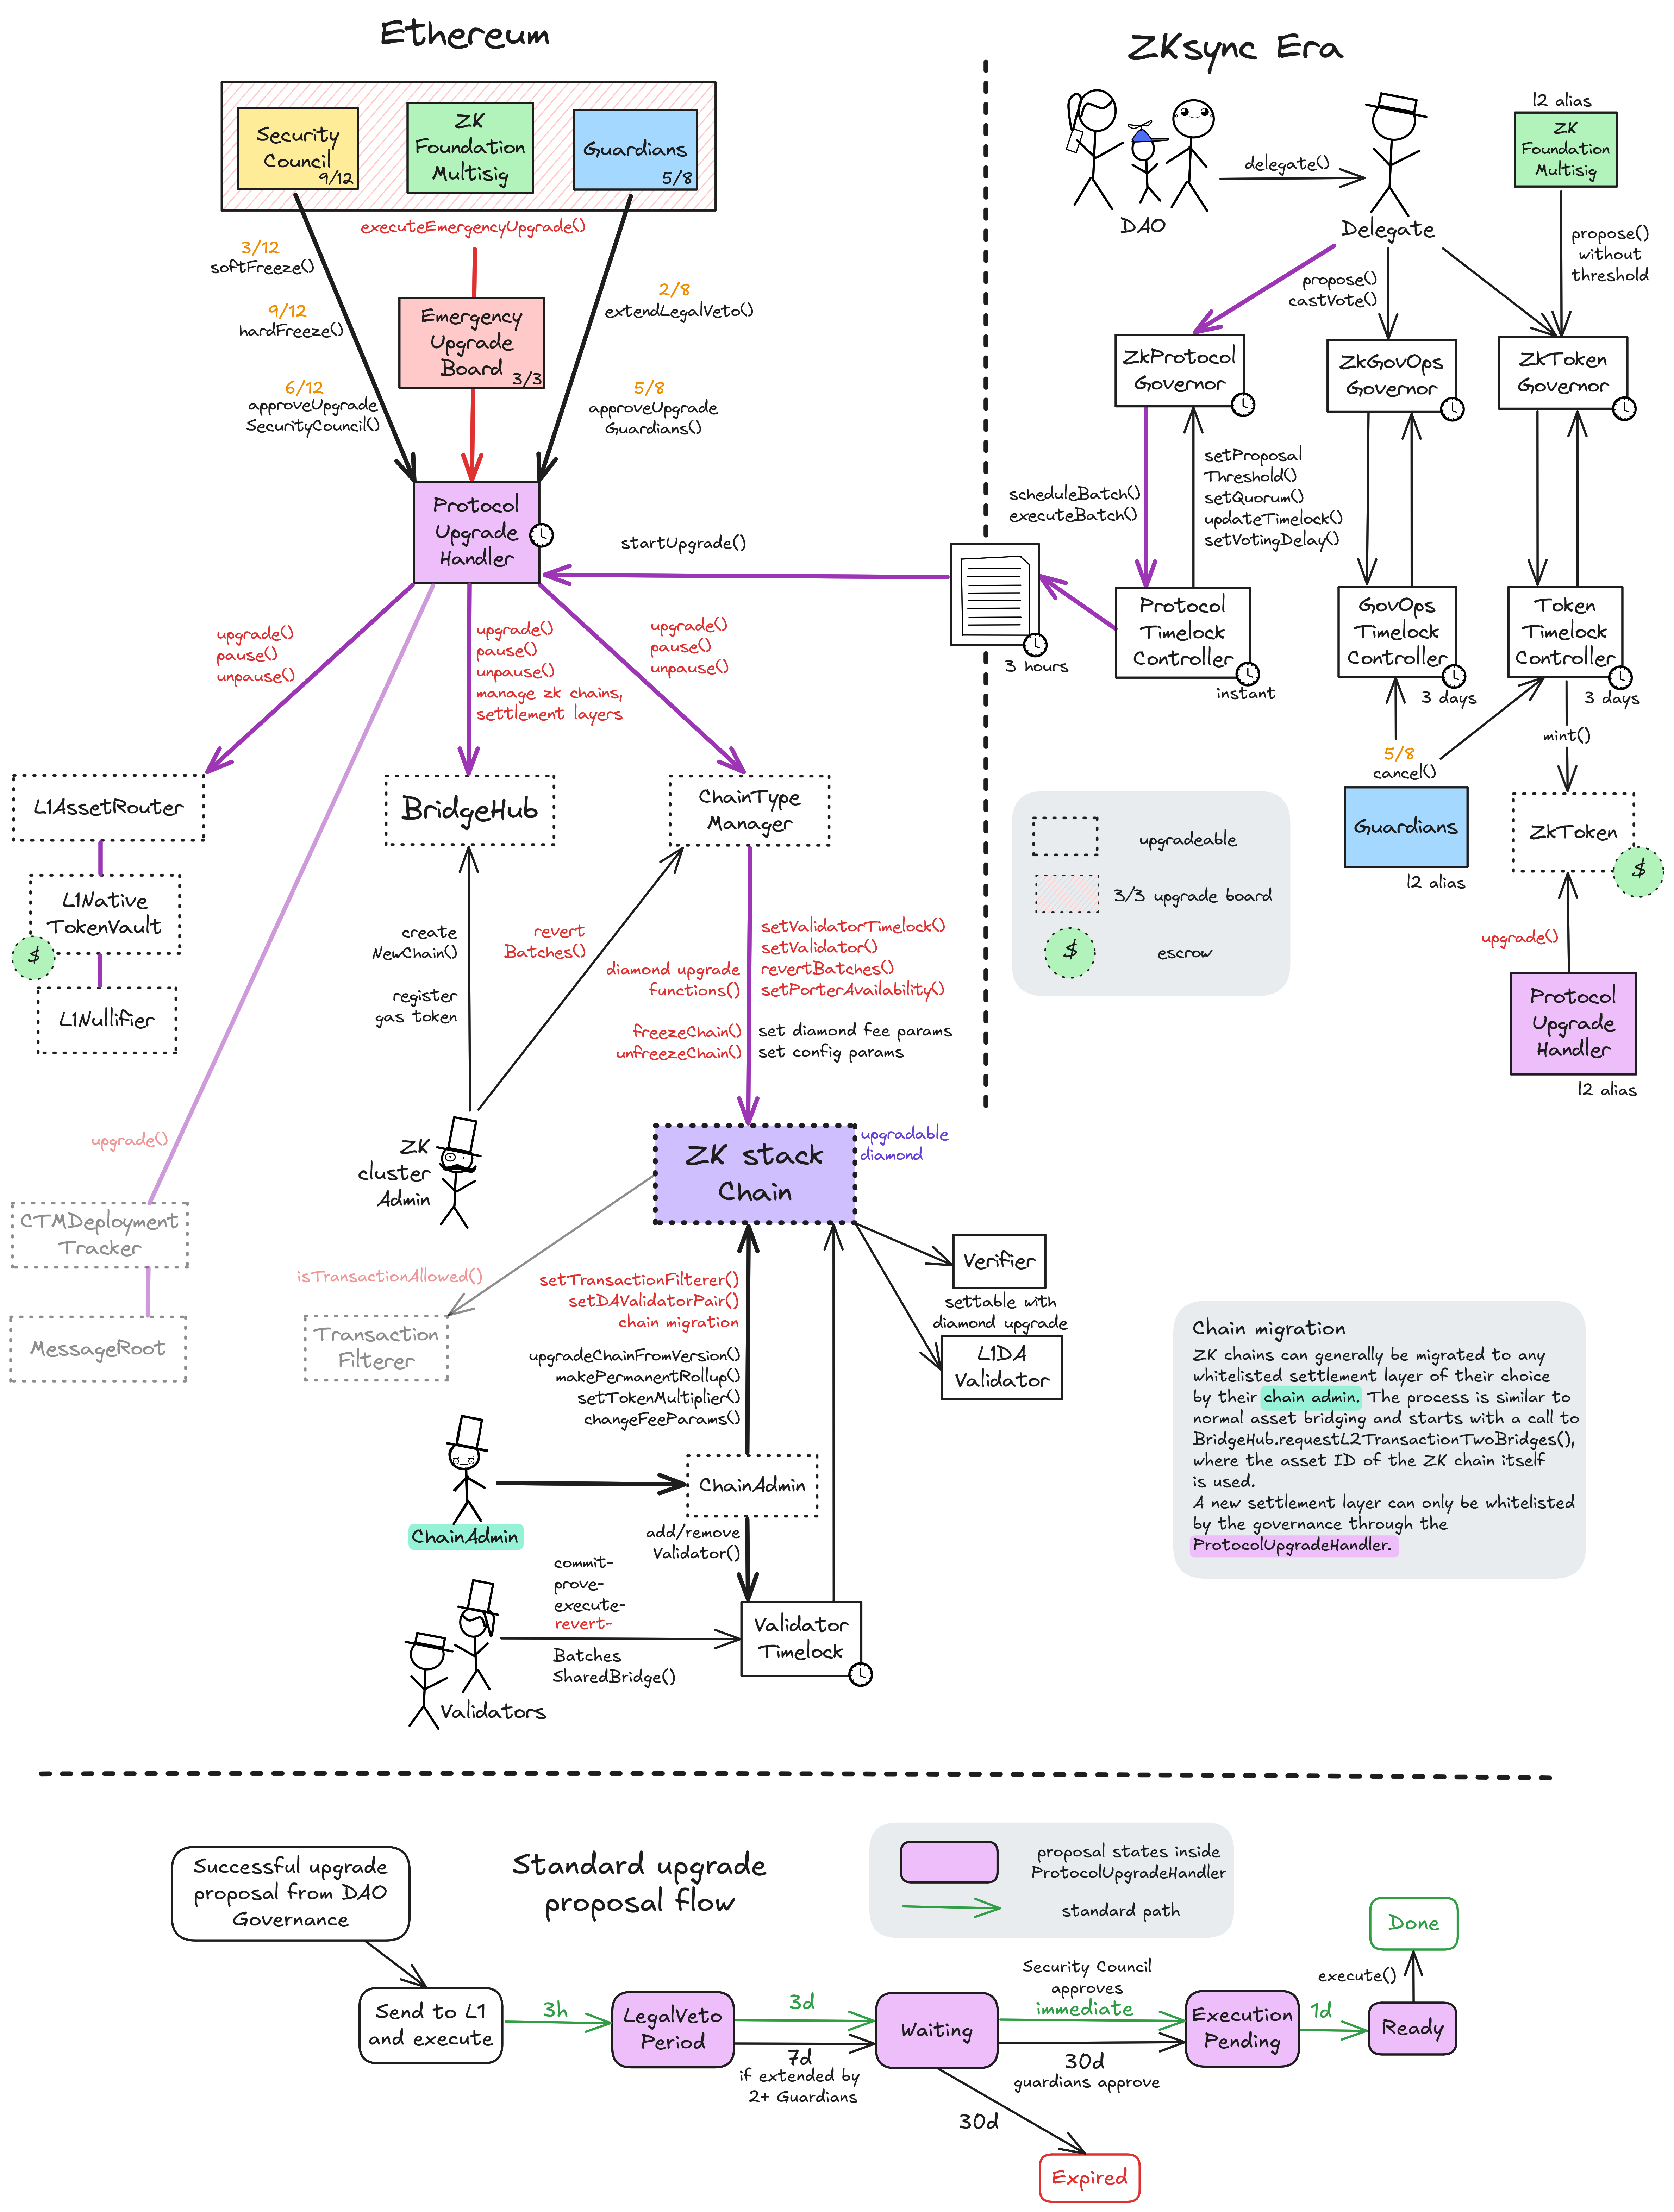 Ethereum
ZKsync Era
Security
Council
9/12
ZK
Foundation
Multisig
Guardians
5/8
executeEmergencyUpgrade()
3/12
softFreeze()
9/12
hardFreeze()
6/12
approveUpgrade
SecurityCouncil()
Emergency
Upgrade
Board
3/3
2/8
extendLegalVeto()
5/8
approveUpgrade
Guardians()
Protocol
Upgrade
Handler
startUpgrade()
upgrade()
pause()
unpause()
upgrade()
pause()
unpause()
manage zk chains,
settlement layers
upgrade()
pause()
unpause()
L1AssetRouter
L1Native
TokenVault
$
L1Nullifier
BridgeHub
ChainType
Manager
create
NewChain()
register
gas token
revert
Batches()
diamond upgrade
functions()
freezeChain()
unfreezeChain()
setValidatorTimelock()
setValidator()
revertBatches()
setPorterAvailability()
set diamond fee params
set config params
ZK
cluster
Admin
upgrade()
CTMDeployment
Tracker
MessageRoot
ZK stack
Chain
upgradable
diamond
isTransactionAllowed()
Transaction
Filterer
setTransactionFilterer()
setDAValidatorPair()
chain migration
upgradeChainFromVersion()
makePermanentRollup()
setTokenMultiplier()
changeFeeParams()
Verifier
settable with
diamond upgrade
L1DA
Validator
ChainAdmin
ChainAdmin
add/remove
Validator()
commit-
prove-
execute-
revert-
Batches
SharedBridge()
Validators
Validator
Timelock
DAO
delegate()
Delegate
l2 alias
ZK
Foundation
Multisig
propose()
without
threshold
propose()
castVote()
ZkProtocol
Governor
ZkGovOps
Governor
ZkToken
Governor
scheduleBatch()
executeBatch()
setProposal
Threshold()
setQuorum()
updateTimelock()
setVotingDelay()
3 hours
Protocol
Timelock
Controller
instant
GovOps
Timelock
Controller
3 days
Token
Timelock
Controller
3 days
5/8
cancel()
mint()
Guardians
l2 alias
ZkToken
$
upgrade()
Protocol
Upgrade
Handler
l2 alias
upgradeable
3/3 upgrade board
$
escrow
Chain migration
ZK chains can generally be migrated to any
whitelisted settlement layer of their choice
by their chain admin. The process is similar to
normal asset bridging and starts with a call to
BridgeHub.requestL2TransactionTwoBridges(),
where the asset ID of the ZK chain itself
is used.
A new settlement layer can only be whitelisted
by the governance through the
ProtocolUpgradeHandler.
Standard upgrade
proposal flow
proposal states inside
ProtocolUpgradeHandler
standard path
Successful upgrade
proposal from DAO
Governance
Send to L1
and execute
3h
LegalVeto
Period
3d
7d
if extended by
2+ Guardians
Waiting
Security Council
approves
immediate
30d
guardians approve
30d
Expired
Execution
Pending
1d
Ready
execute()
Done